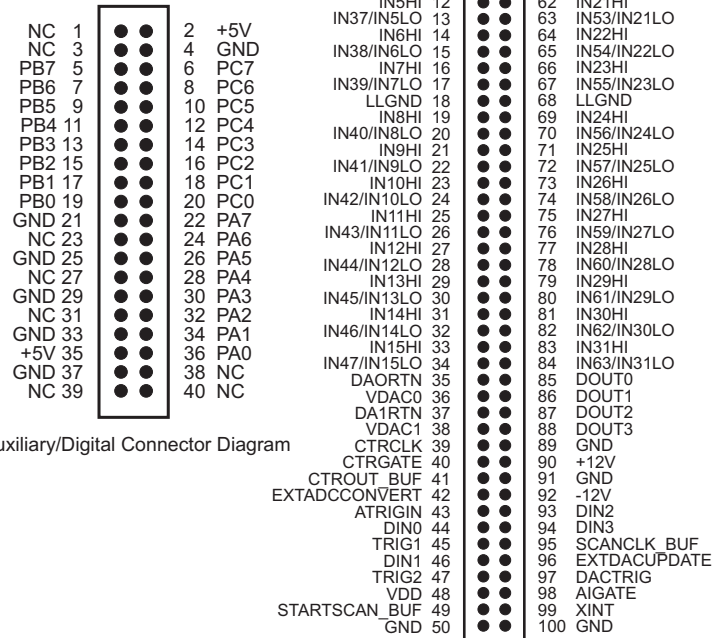 NC 1 2 +5V
NC 3 4 GND
PB7 5 6 PC7
PB6 7 8 PC6
PB5 9 10 PC5
PB4 11 12 PC4
PB3 13 14 PC3
PB2 15 16 PC2
PB1 17 18 PC1
PB0 19 20 PC0
GND 21 22 PA7
NC 23 24 PA6
GND 25 26 PA5
NC 27 28 PA4
GND 29 30 PA3
NC 31 32 PA2
GND 33 34 PA1
+5V 35 36 PA0
GND 37 38 NC
NC 39 40 NC
uxiliary/Digital Connector Diagram
IN5HI 12 62 IN21HI
IN37/IN5LO 13 63 IN53/IN21LO
IN6HI 14 64 IN22HI
IN38/IN6LO 15 65 IN54/IN22LO
IN7HI 16 66 IN23HI
IN39/IN7LO 17 67 IN55/IN23LO
LLGND 18 68 LLGND
IN8HI 19 69 IN24HI
IN40/IN8LO 20 70 IN56/IN24LO
IN9HI 21 71 IN25HI
IN41/IN9LO 22 72 IN57/IN25LO
IN10HI 23 73 IN26HI
IN42/IN10LO 24 74 IN58/IN26LO
IN11HI 25 75 IN27HI
IN43/IN11LO 26 76 IN59/IN27LO
IN12HI 27 77 IN28HI
IN44/IN12LO 28 78 IN60/IN28LO
IN13HI 29 79 IN29HI
IN45/IN13LO 30 80 IN61/IN29LO
IN14HI 31 81 IN30HI
IN46/IN14LO 32 82 IN62/IN30LO
IN15HI 33 83 IN31HI
IN47/IN15LO 34 84 IN63/IN31LO
DAORTN 35 85 DOUT0
VDAC0 36 86 DOUT1
DA1RTN 37 87 DOUT2
VDAC1 38 88 DOUT3
CTRCLK 39 89 GND
CTRGATE 40 90 +12V
CTROUT_BUF 41 91 GND
EXTADCCONVERT 42 92 -12V
ATRIGIN 43 93 DIN2
DIN0 44 94 DIN3
TRIG1 45 95 SCANCLK_BUF
DIN1 46 96 EXTDACUPDATE
TRIG2 47 97 DACTRIG
VDD 48 98 AIGATE
STARTSCAN_BUF 49 99 XINT
GND 50 100 GND